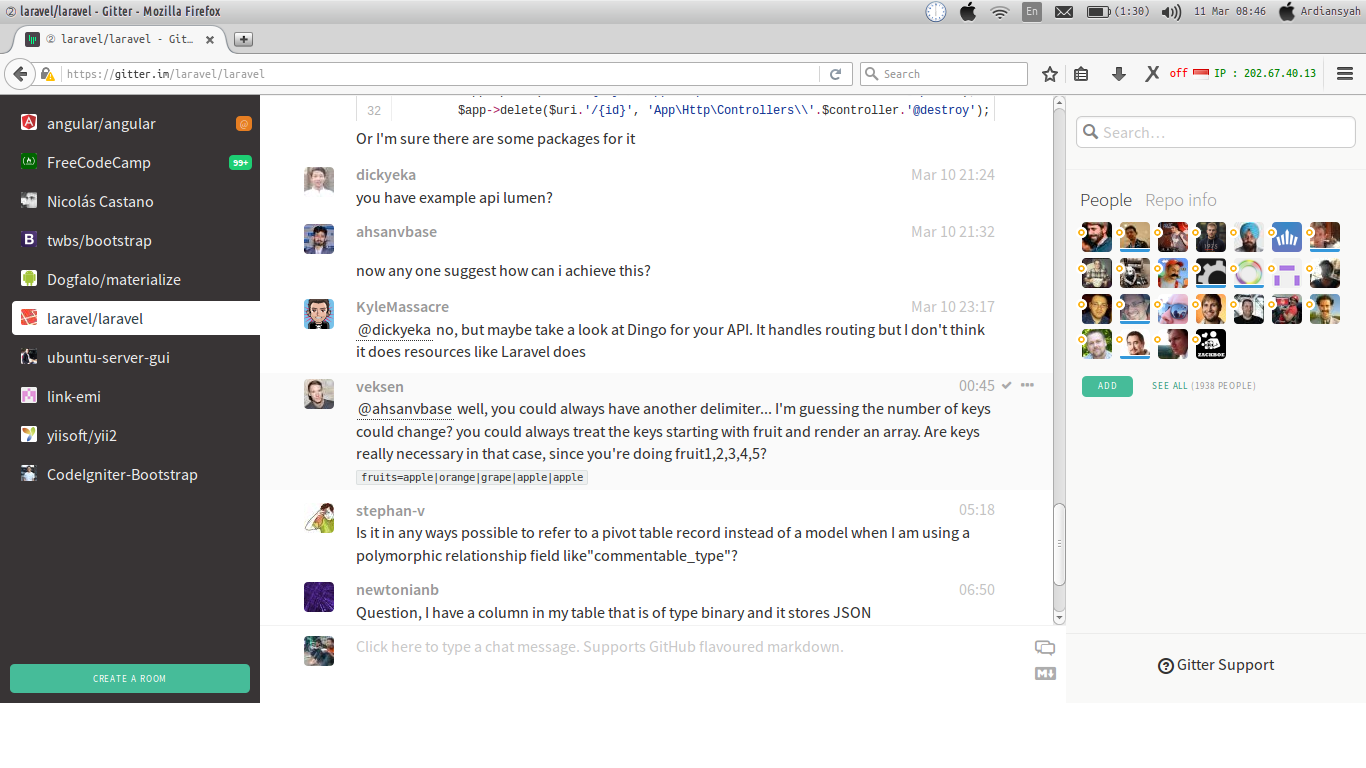 ② laravel/laravel - Gitter - Mozilla Firefox
En
(1:30)
11 Mar 08:46
Ardiansyah
② laravel/laravel - Git...
https://gitter.im/laravel/laravel
Search
off
IP : 202.67.40.13
angular/angular
@
FreeCodeCamp
99+
Nicolás Castano
twbs/bootstrap
Dogfalo/materialize
laravel/laravel
ubuntu-server-gui
link-emi
yiisoft/yii2
CodeIgniter-Bootstrap
CREATE A ROOM
32 $app->delete($uri.'/{id}', 'App\Http\Controllers\\'.$controller.'@destroy');
Or I'm sure there are some packages for it
dickyeka Mar 10 21:24
you have example api lumen?
ahsanvbase Mar 10 21:32
now any one suggest how can i achieve this?
KyleMassacre Mar 10 23:17
@dickyeka no, but maybe take a look at Dingo for your API. It handles routing but I don't think
it does resources like Laravel does
veksen 00:45
@ahsanvbase well, you could always have another delimiter... I'm guessing the number of keys
could change? you could always treat the keys starting with fruit and render an array. Are keys
really necessary in that case, since you're doing fruit1,2,3,4,5?
fruits=apple|orange|grape|apple|apple
stephan-v 05:18
Is it in any ways possible to refer to a pivot table record instead of a model when I am using a
polymorphic relationship field like"commentable_type"?
newtonianb 06:50
Question, I have a column in my table that is of type binary and it stores JSON
Click here to type a chat message. Supports GitHub flavoured markdown.
Search...
People Repo info
ZACHBOE
ADD
SEE ALL (1938 PEOPLE)
Gitter Support